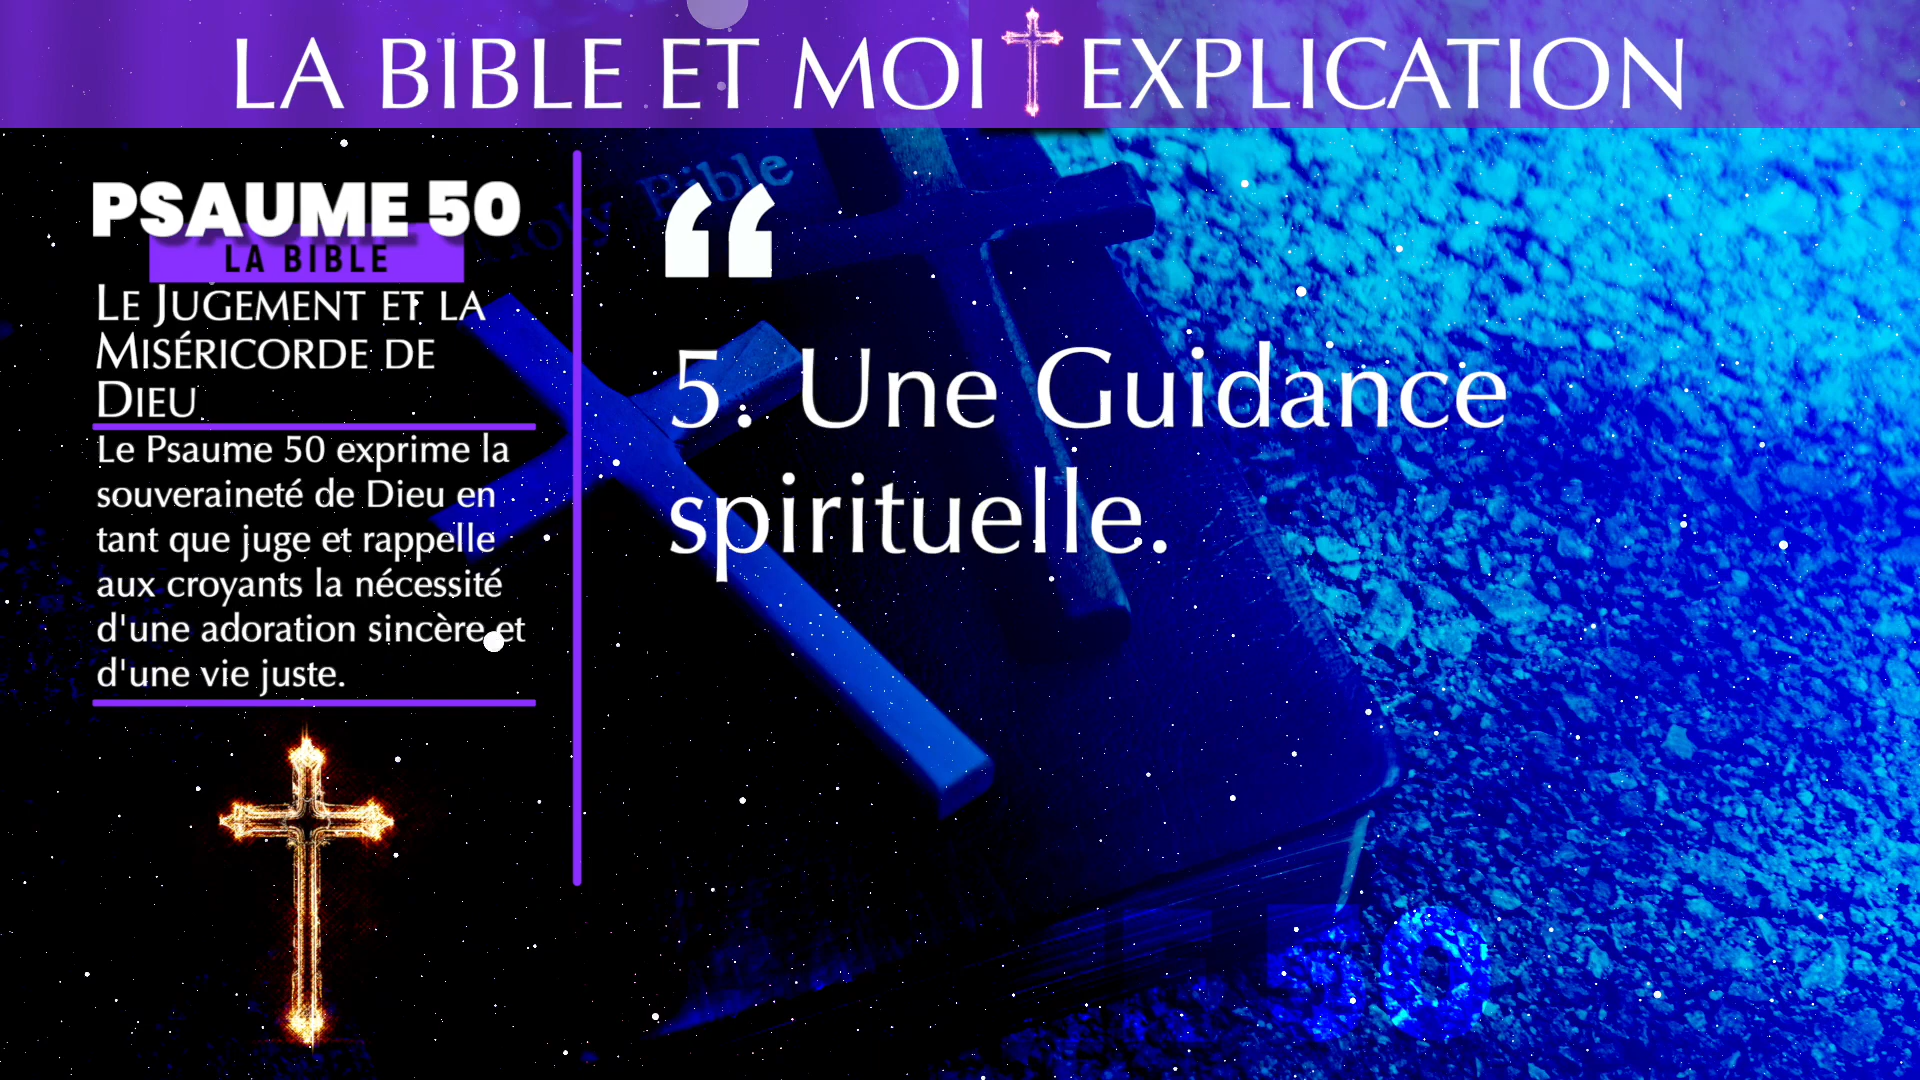 LA BIBLE ET MOI EXPLICATION
PSAUME 50
LA BIBLE
LE JUGEMENT ET LA
MISÉRICORDE DE
DIEU
Le Psaume 50 exprime la
souveraineté de Dieu en
tant que juge et rappelle
aux croyants la nécessité
d'une adoration sincère et
d'une vie juste.
Holy Bible
“
5. Une Guidance
spirituelle.
50